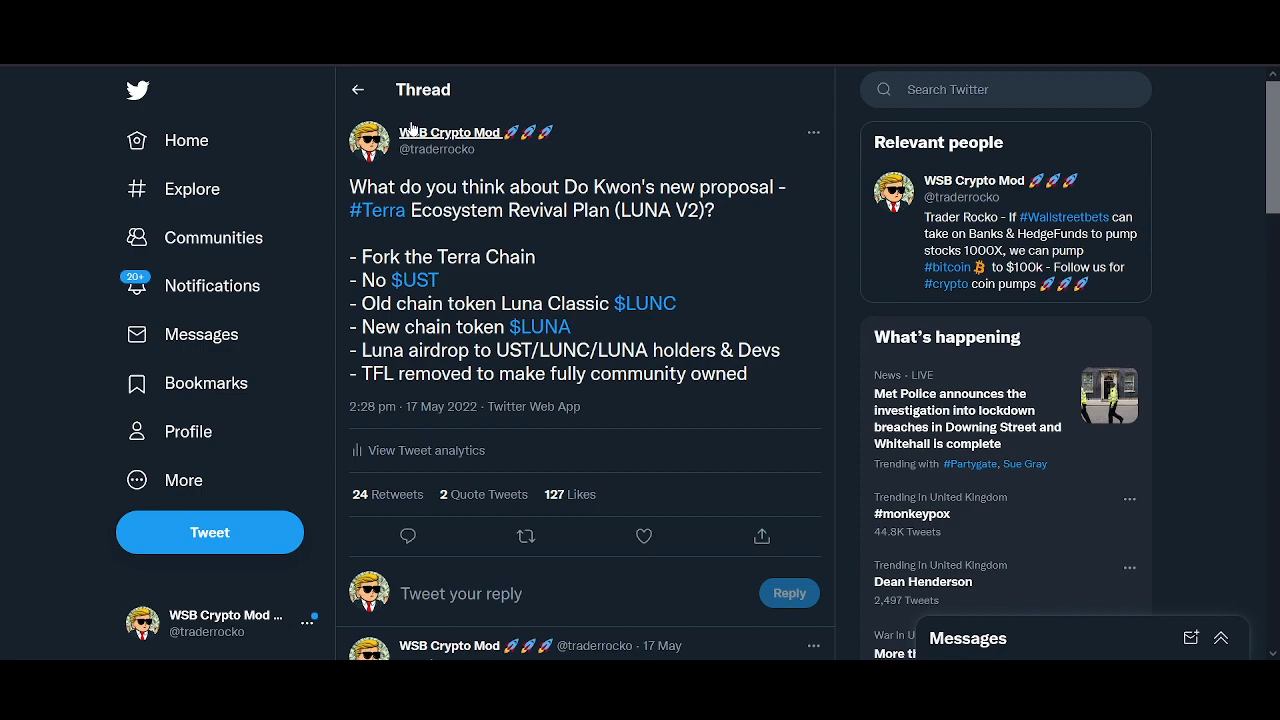 Thread
Search Twitter
Home
Explore
Communities
20+
Notifications
Messages
Bookmarks
Profile
More
Tweet
WSB Crypto Mod ...
@traderrocko
WSB Crypto Mod 🚀🚀🚀
@traderrocko
What do you think about Do Kwon's new proposal -
#Terra Ecosystem Revival Plan (LUNA V2)?
- Fork the Terra Chain
- No $UST
- Old chain token Luna Classic $LUNC
- New chain token $LUNA
- Luna airdrop to UST/LUNC/LUNA holders & Devs
- TFL removed to make fully community owned
2:28 pm · 17 May 2022 · Twitter Web App
View Tweet analytics
24 Retweets 2 Quote Tweets 127 Likes
Tweet your reply
Reply
WSB Crypto Mod 🚀🚀🚀 @traderrocko · 17 May
Relevant people
WSB Crypto Mod 🚀🚀🚀
@traderrocko
Trader Rocko - If #Wallstreetbets can
take on Banks & HedgeFunds to pump
stocks 1000X, we can pump
#bitcoin to $100k - Follow us for
#crypto coin pumps 🚀🚀🚀
What's happening
News · LIVE
Met Police announces the
investigation into lockdown
breaches in Downing Street and
Whitehall is complete
Trending with #Partygate, Sue Gray
Trending in United Kingdom
#monkeypox
44.8K Tweets
Trending in United Kingdom
Dean Henderson
2,497 Tweets
War in U
More th
Messages